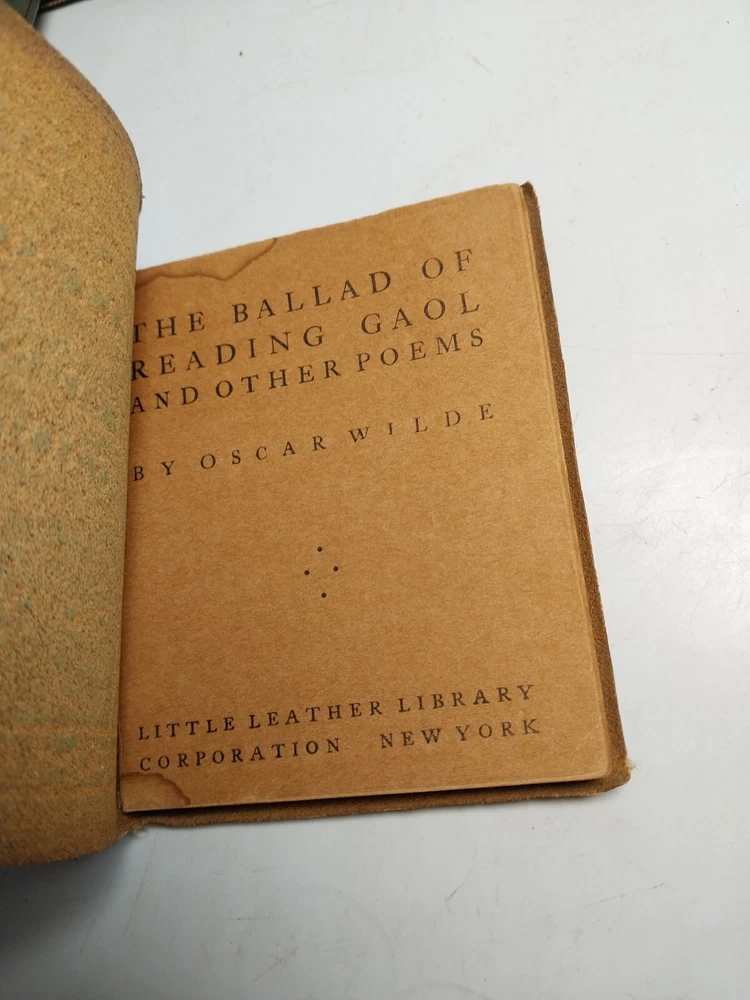 THE BALLAD OF
READING GAOL
AND OTHER POEMS
BY OSCAR WILDE
LITTLE LEATHER LIBRARY
CORPORATION NEW YORK